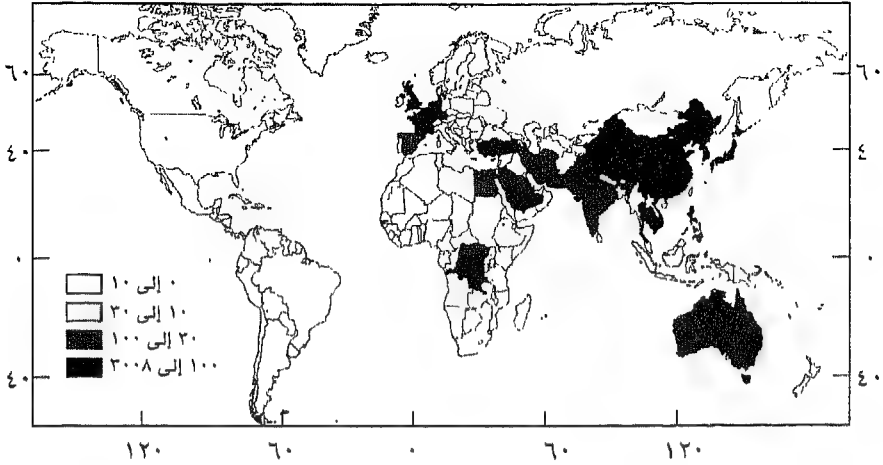 ٦٠ ٦٠
٤٠ ٤٠
٠ ٠
٤٠ ٤٠
٠ إلى ١٠
١٠ إلى ٣٠
٣٠ إلى ١٠٠
١٠٠ إلى ٣٠٠٨
١٢٠ ٦٠ ٠ ٦٠ ١٢٠